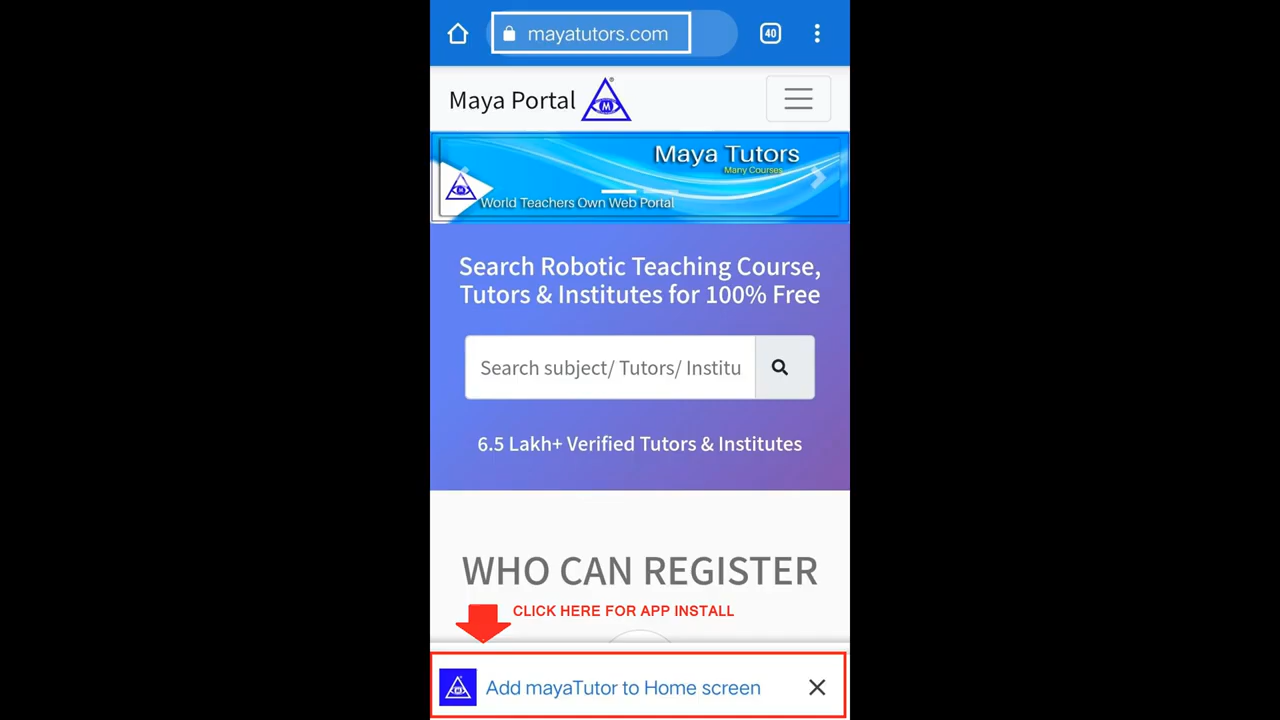 mayatutors.com
40
Maya Portal
M
Maya Tutors
Many Courses
World Teachers Own Web Portal
Search Robotic Teaching Course,
Tutors & Institutes for 100% Free
Search subject/ Tutors/ Institu
6.5 Lakh+ Verified Tutors & Institutes
WHO CAN REGISTER
CLICK HERE FOR APP INSTALL
Add mayaTutor to Home screen